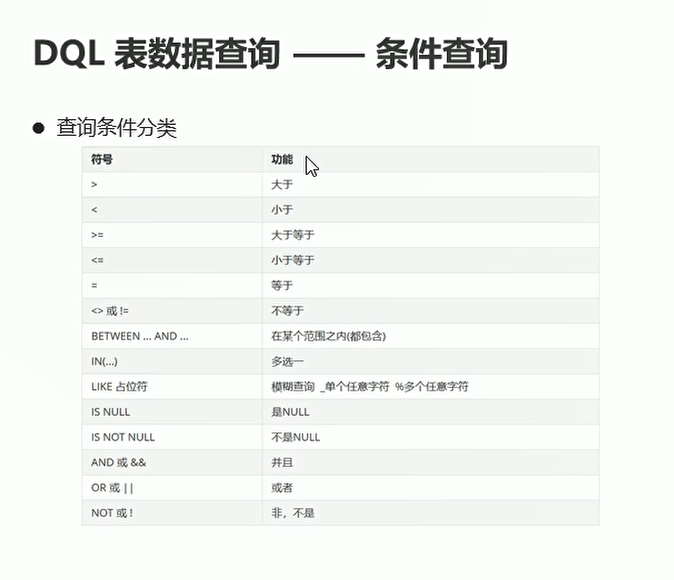 DQL 表数据查询 —— 条件查询
● 查询条件分类
符号 功能
> 大于
< 小于
>= 大于等于
<= 小于等于
= 等于
<> 或 != 不等于
BETWEEN ... AND ... 在某个范围之内(都包含)
IN(...) 多选一
LIKE 占位符 模糊查询 _单个任意字符 %多个任意字符
IS NULL 是NULL
IS NOT NULL 不是NULL
AND 或 && 并且
OR 或 || 或者
NOT 或 ! 非，不是